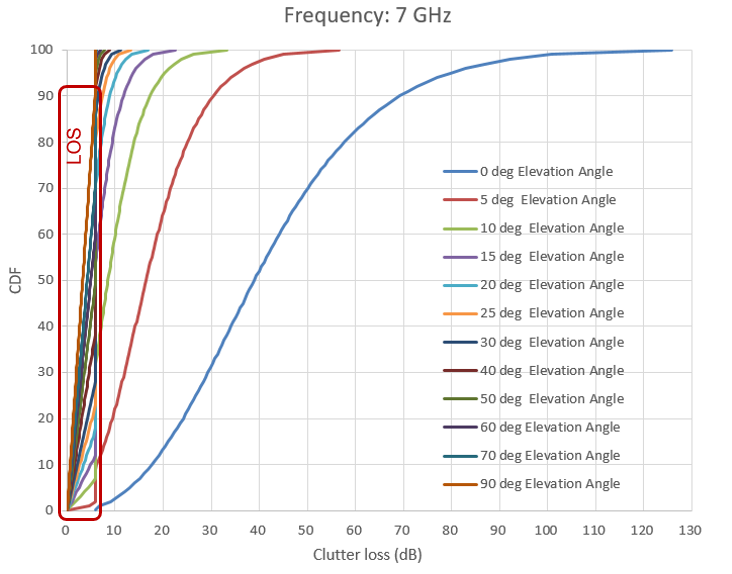 Frequency: 7 GHz
100
90
80
70
60
50
40
30
20
10
0
CDF
LOS
0 deg Elevation Angle
5 deg Elevation Angle
10 deg Elevation Angle
15 deg Elevation Angle
20 deg Elevation Angle
25 deg Elevation Angle
30 deg Elevation Angle
40 deg Elevation Angle
50 deg Elevation Angle
60 deg Elevation Angle
70 deg Elevation Angle
90 deg Elevation Angle
0 10 20 30 40 50 60 70 80 90 100 110 120 130
Clutter loss (dB)